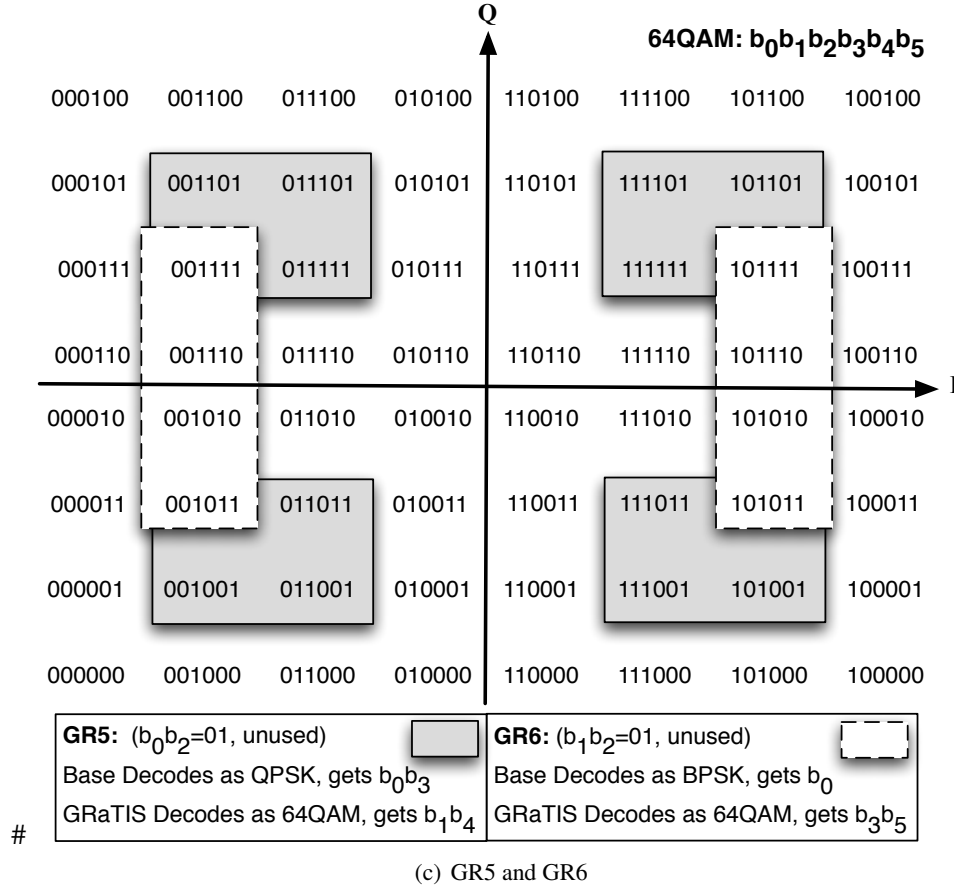 Q
64QAM: b0b1b2b3b4b5
000100 001100 011100 010100 110100 111100 101100 100100
000101 001101 011101 010101 110101 111101 101101 100101
000111 001111 011111 010111 110111 111111 101111 100111
000110 001110 011110 010110 110110 111110 101110 100110
I
000010 001010 011010 010010 110010 111010 101010 100010
000011 001011 011011 010011 110011 111011 101011 100011
000001 001001 011001 010001 110001 111001 101001 100001
000000 001000 011000 010000 110000 111000 101000 100000
GR5: (b0b2=01, unused)
Base Decodes as QPSK, gets b0b3
GRaTIS Decodes as 64QAM, gets b1b4
GR6: (b1b2=01, unused)
Base Decodes as BPSK, gets b0
GRaTIS Decodes as 64QAM, gets b3b5
#
(c) GR5 and GR6